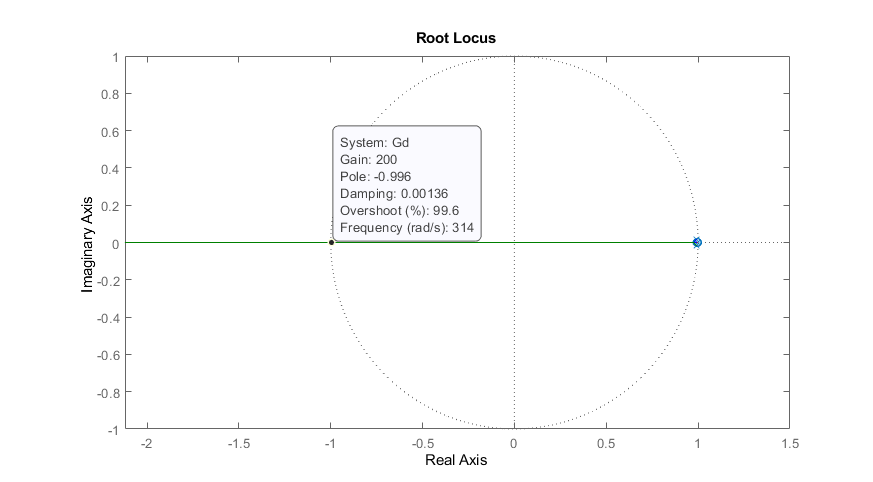 Root Locus
1
0.8
0.6
0.4
0.2
0
-0.2
-0.4
-0.6
-0.8
-1
Imaginary Axis
System: Gd
Gain: 200
Pole: -0.996
Damping: 0.00136
Overshoot (%): 99.6
Frequency (rad/s): 314
-2 -1.5 -1 -0.5 0 0.5 1 1.5
Real Axis